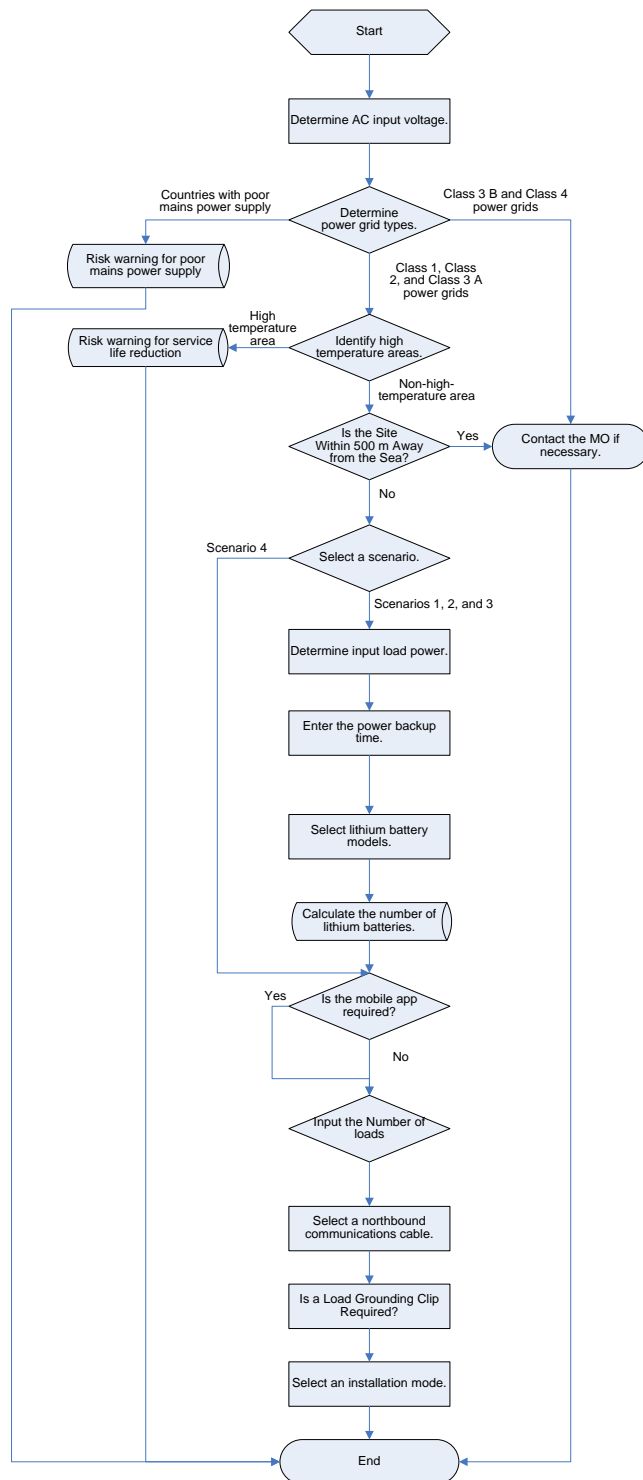 Start
Determine AC input voltage.
Countries with poor
mains power supply
Determine
power grid types.
Class 3 B and Class 4
power grids
Risk warning for poor
mains power supply
Class 1, Class
2, and Class 3 A
power grids
High
temperature
area
Risk warning for service
life reduction
Identify high
temperature areas.
Non-high-
temperature area
Is the Site
Within 500 m Away
from the Sea?
Yes
Contact the MO if
necessary.
No
Scenario 4
Select a scenario.
Scenarios 1, 2, and 3
Determine input load power.
Enter the power backup
time.
Select lithium battery
models.
Calculate the number of
lithium batteries.
Yes
Is the mobile app
required?
No
Input the Number of
loads
Select a northbound
communications cable.
Is a Load Grounding Clip
Required?
Select an installation mode.
End